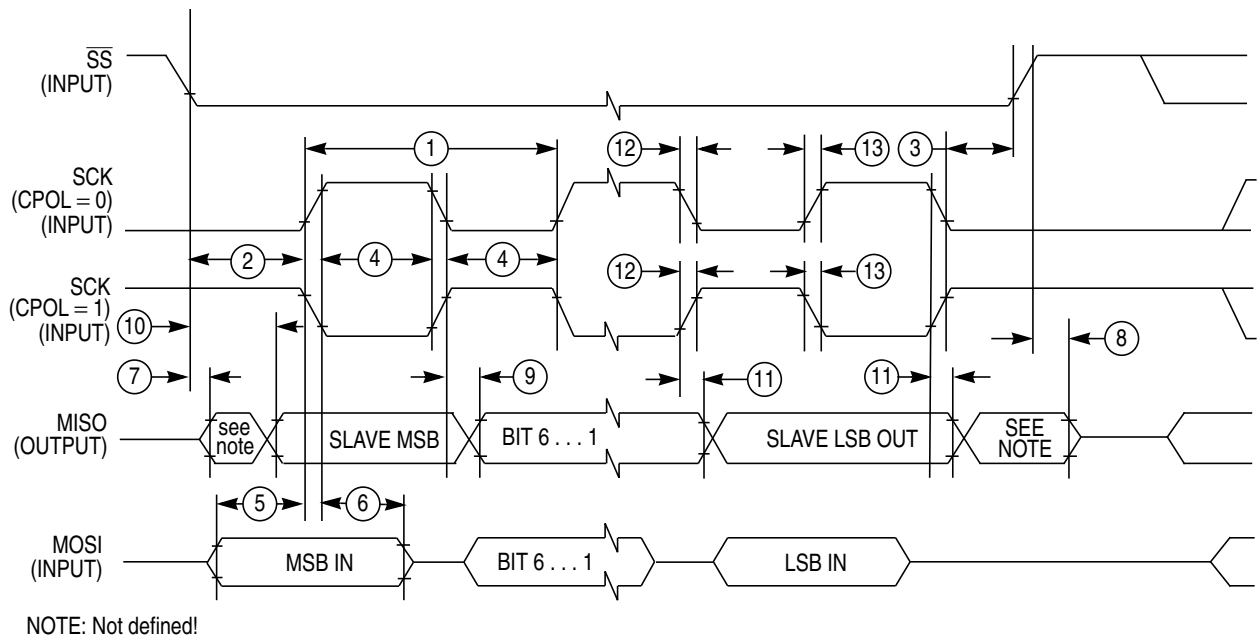 SS
(INPUT)
1
12
13
3
SCK
(CPOL = 0)
(INPUT)
2
4
4
12
13
SCK
(CPOL = 1)
(INPUT)
10
8
7
9
11
11
MISO
(OUTPUT)
see
note
SLAVE MSB
BIT 6 . . . 1
SLAVE LSB OUT
SEE
NOTE
5
6
MOSI
(INPUT)
MSB IN
BIT 6 . . . 1
LSB IN
NOTE: Not defined!